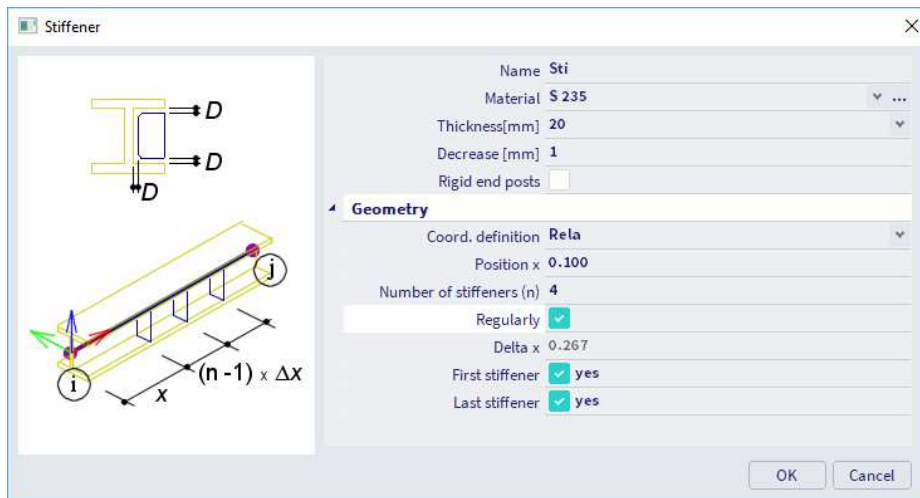 Stiffener
D
D
D
j
i
x
(n -1) x Δx
Name Sti
Material S 235 ...
Thickness[mm] 20
Decrease [mm] 1
Rigid end posts
Geometry
Coord. definition Rela
Position x 0.100
Number of stiffeners (n) 4
Regularly
Delta x 0.267
First stiffener yes
Last stiffener yes
OK Cancel